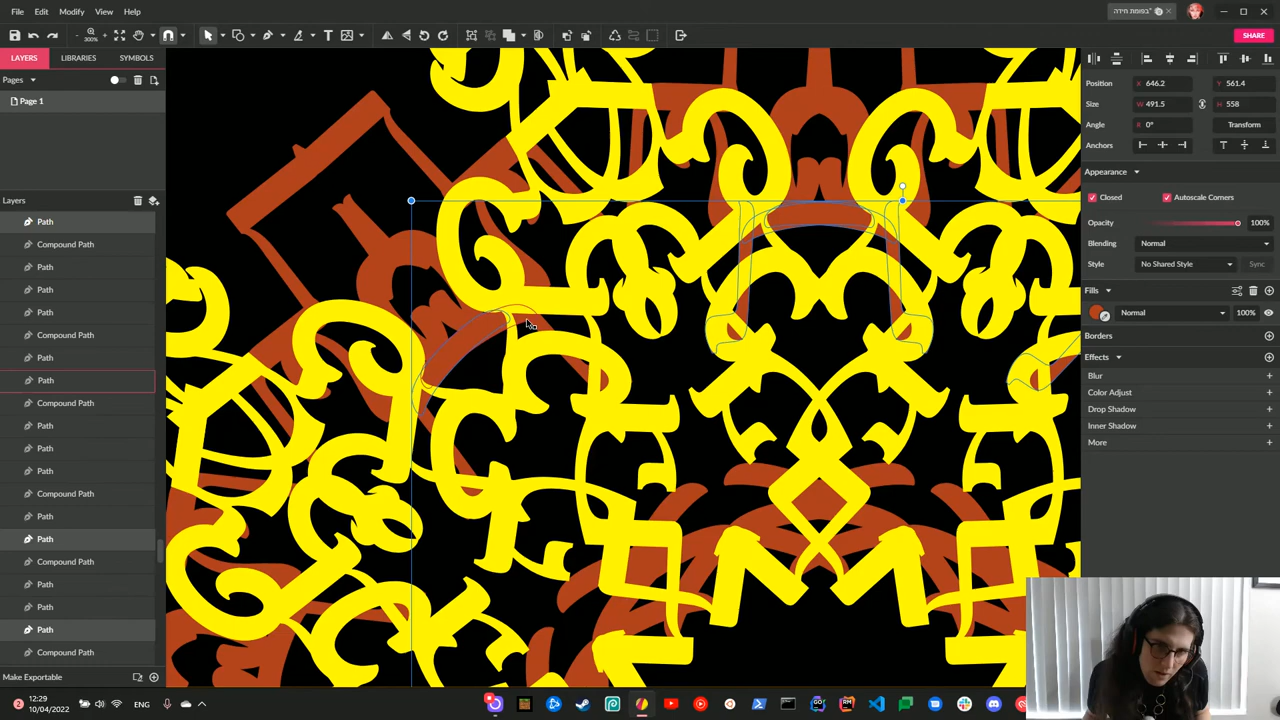 File Edit Modify View Help
בפומת חידה
300%
SHARE
LAYERS LIBRARIES SYMBOLS
Pages
Page 1
Layers
Path
Compound Path
Path
Path
Path
Compound Path
Path
Path
Compound Path
Path
Path
Path
Compound Path
Path
Path
Compound Path
Path
Path
Path
Compound Path
Make Exportable
Position X 646.2 Y 561.4
Size W 491.5 H 558
Angle R 0° Transform
Anchors
Appearance
Closed Autoscale Corners
Opacity 100%
Blending Normal
Style No Shared Style Sync
Fills
Normal 100%
Borders
Effects
Blur
Color Adjust
Drop Shadow
Inner Shadow
More
12:29
10/04/2022
ENG